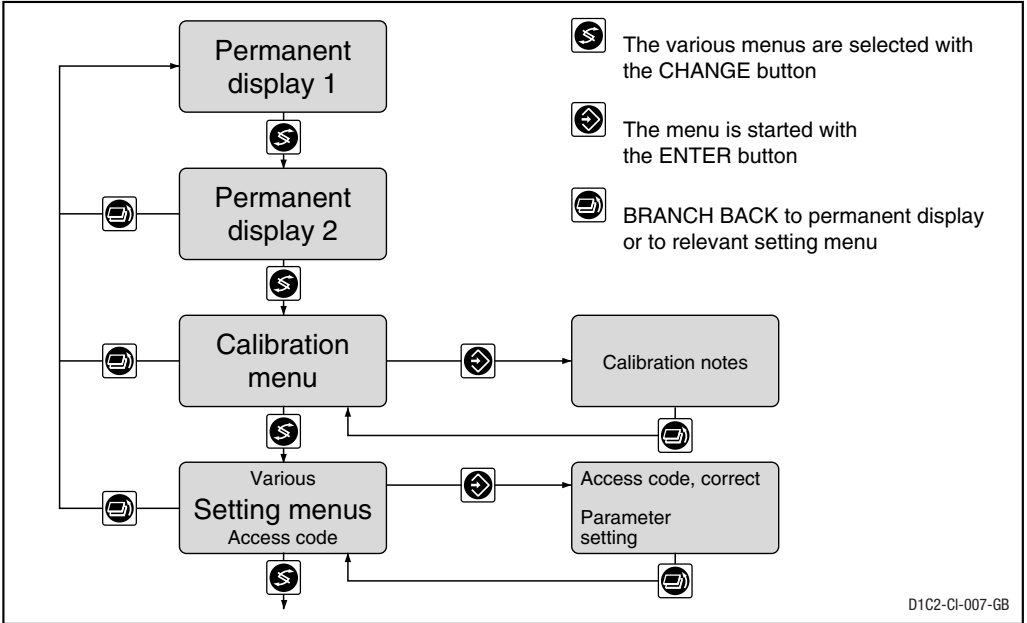 Permanent
display 1
The various menus are selected with
the CHANGE button
The menu is started with
the ENTER button
Permanent
display 2
BRANCH BACK to permanent display
or to relevant setting menu
Calibration
menu
Calibration notes
Various
Setting menus
Access code
Access code, correct
Parameter
setting
D1C2-CI-007-GB